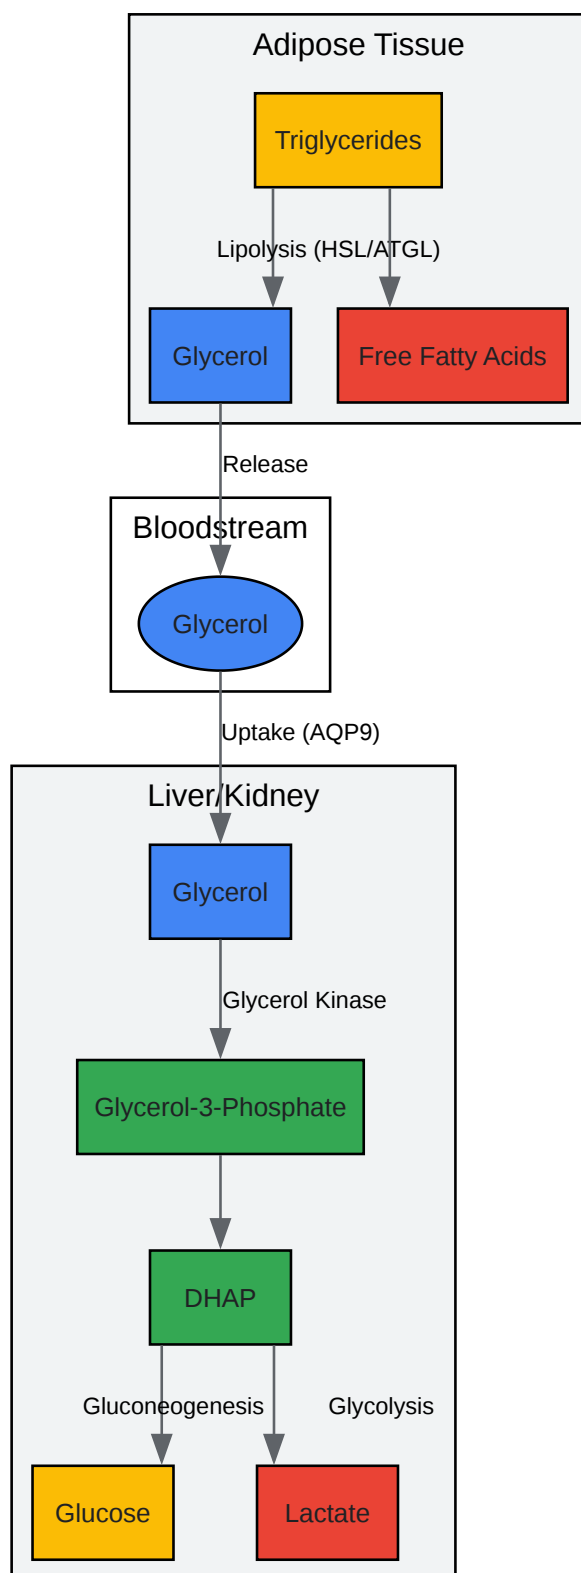 Adipose Tissue
Triglycerides
Lipolysis (HSL/ATGL)
Glycerol
Free Fatty Acids
Release
Bloodstream
Glycerol
Uptake (AQP9)
Liver/Kidney
Glycerol
Glycerol Kinase
Glycerol-3-Phosphate
DHAP
Gluconeogenesis
Glycolysis
Glucose
Lactate